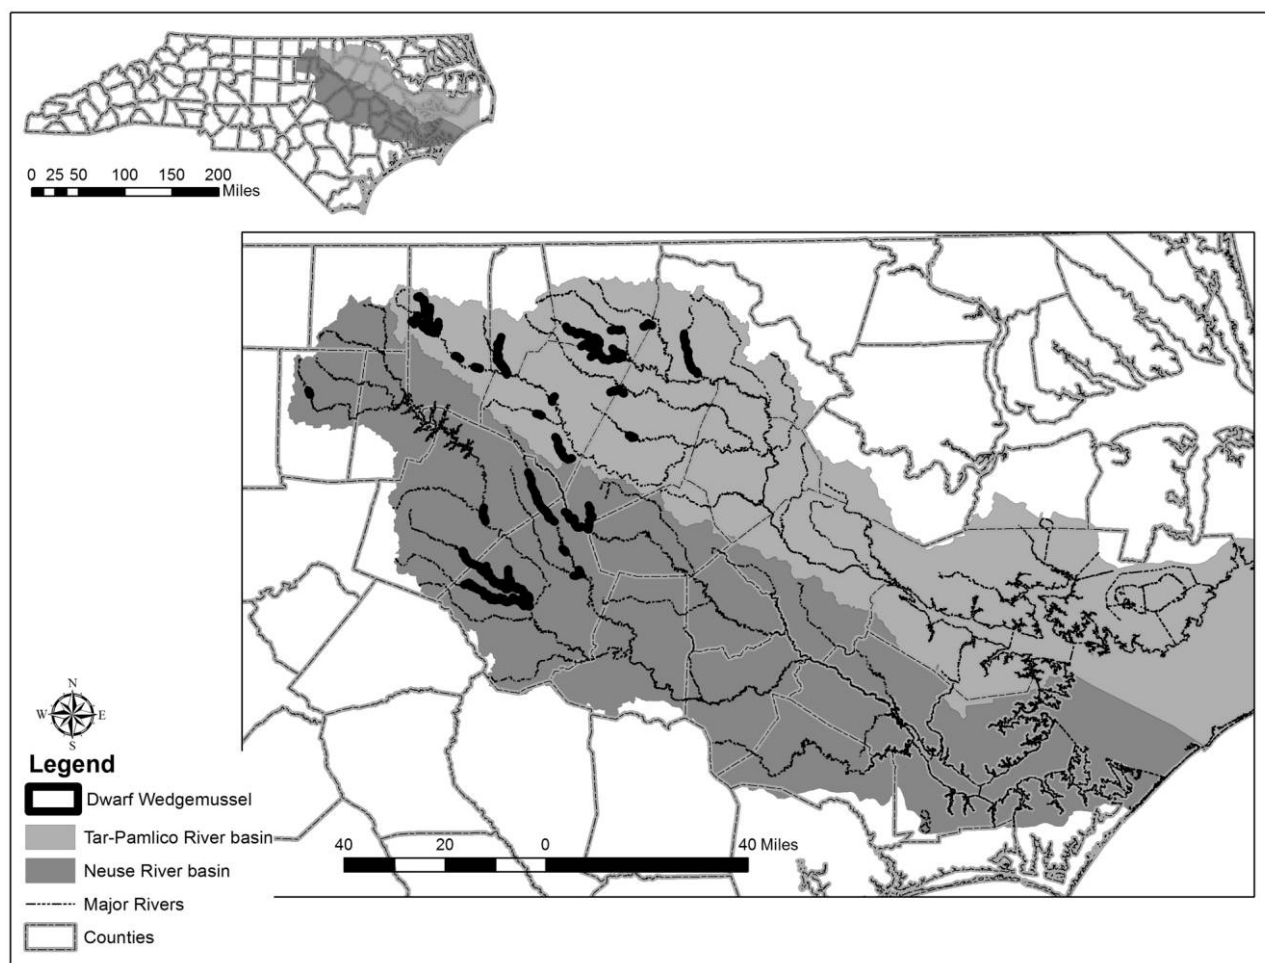 0 25 50 100 150 200
Miles
N
W E
S
Legend
Dwarf Wedgemussel
Tar-Pamlico River basin
Neuse River basin
Major Rivers
Counties
40 20 0 40 Miles